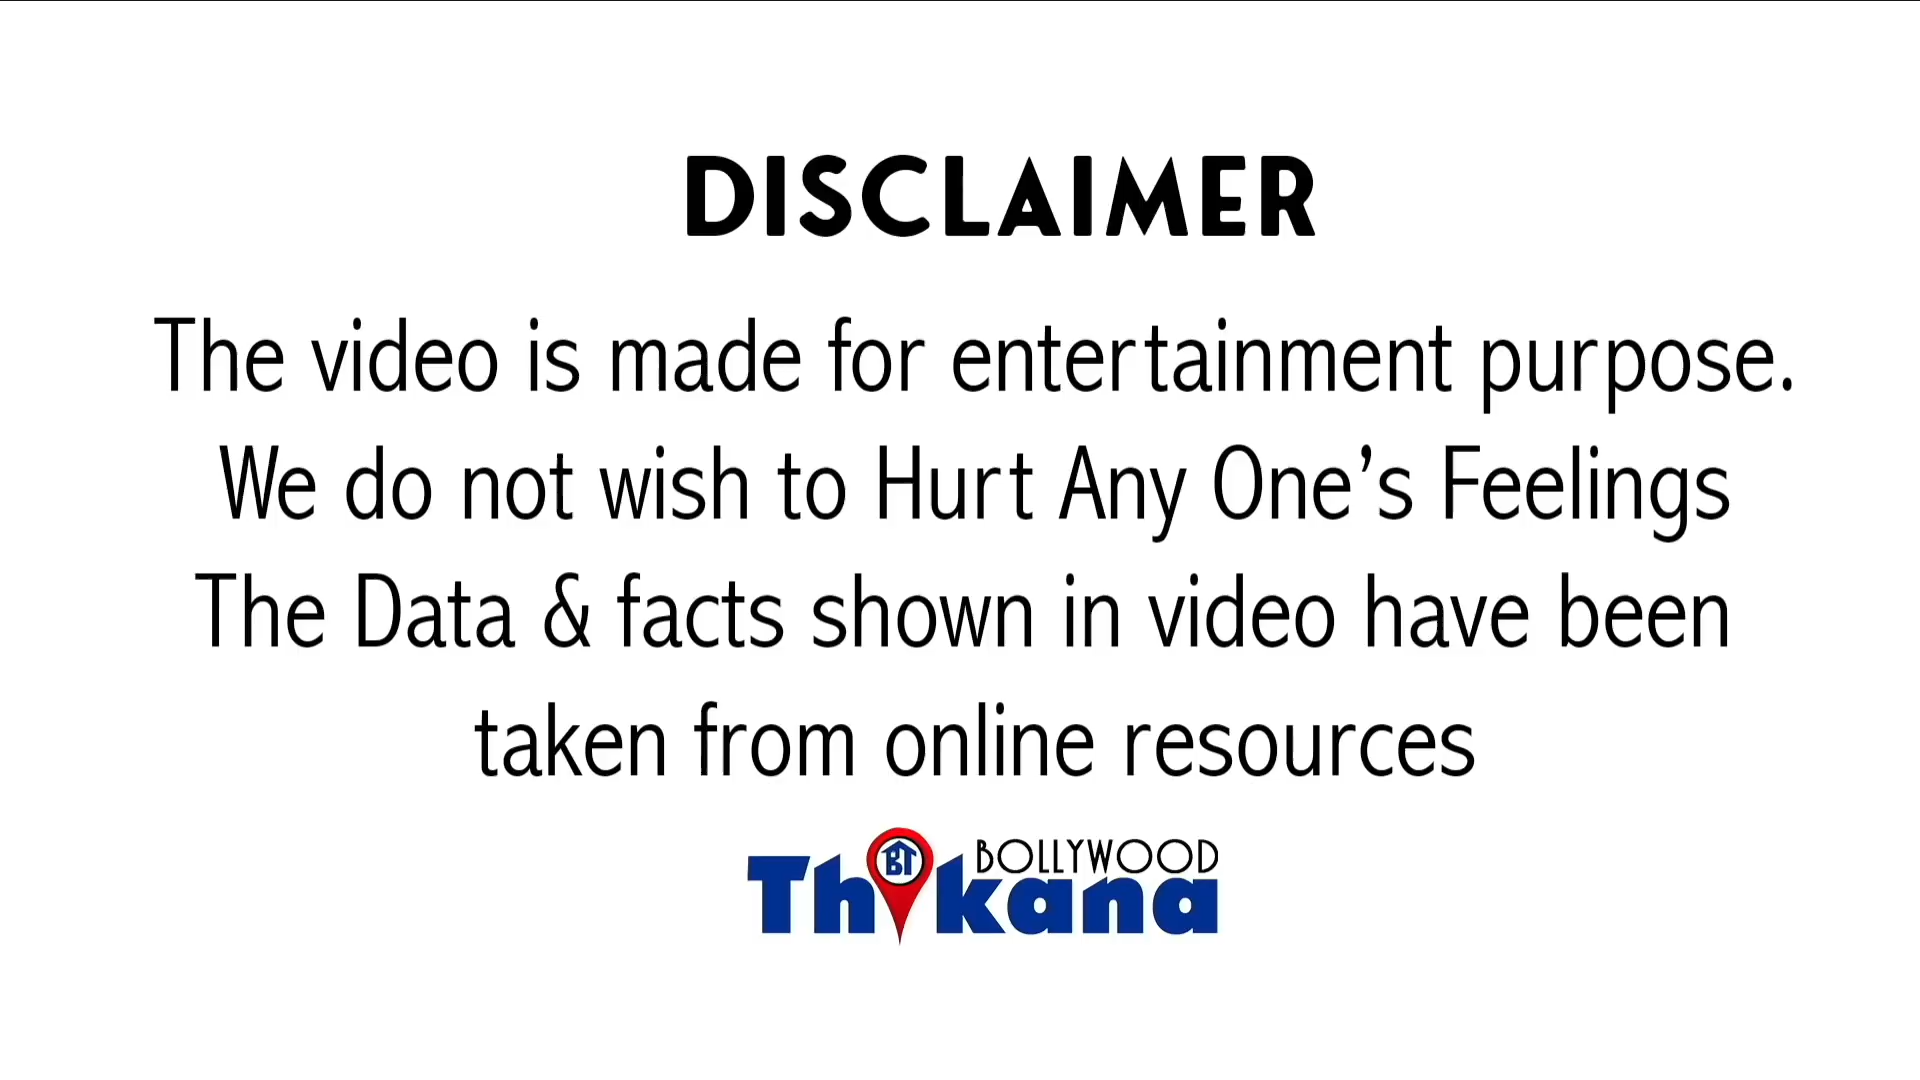 DISCLAIMER
The video is made for entertainment purpose.
We do not wish to Hurt Any One’s Feelings
The Data & facts shown in video have been
taken from online resources
BT
BOLLYWOOD
Thikana